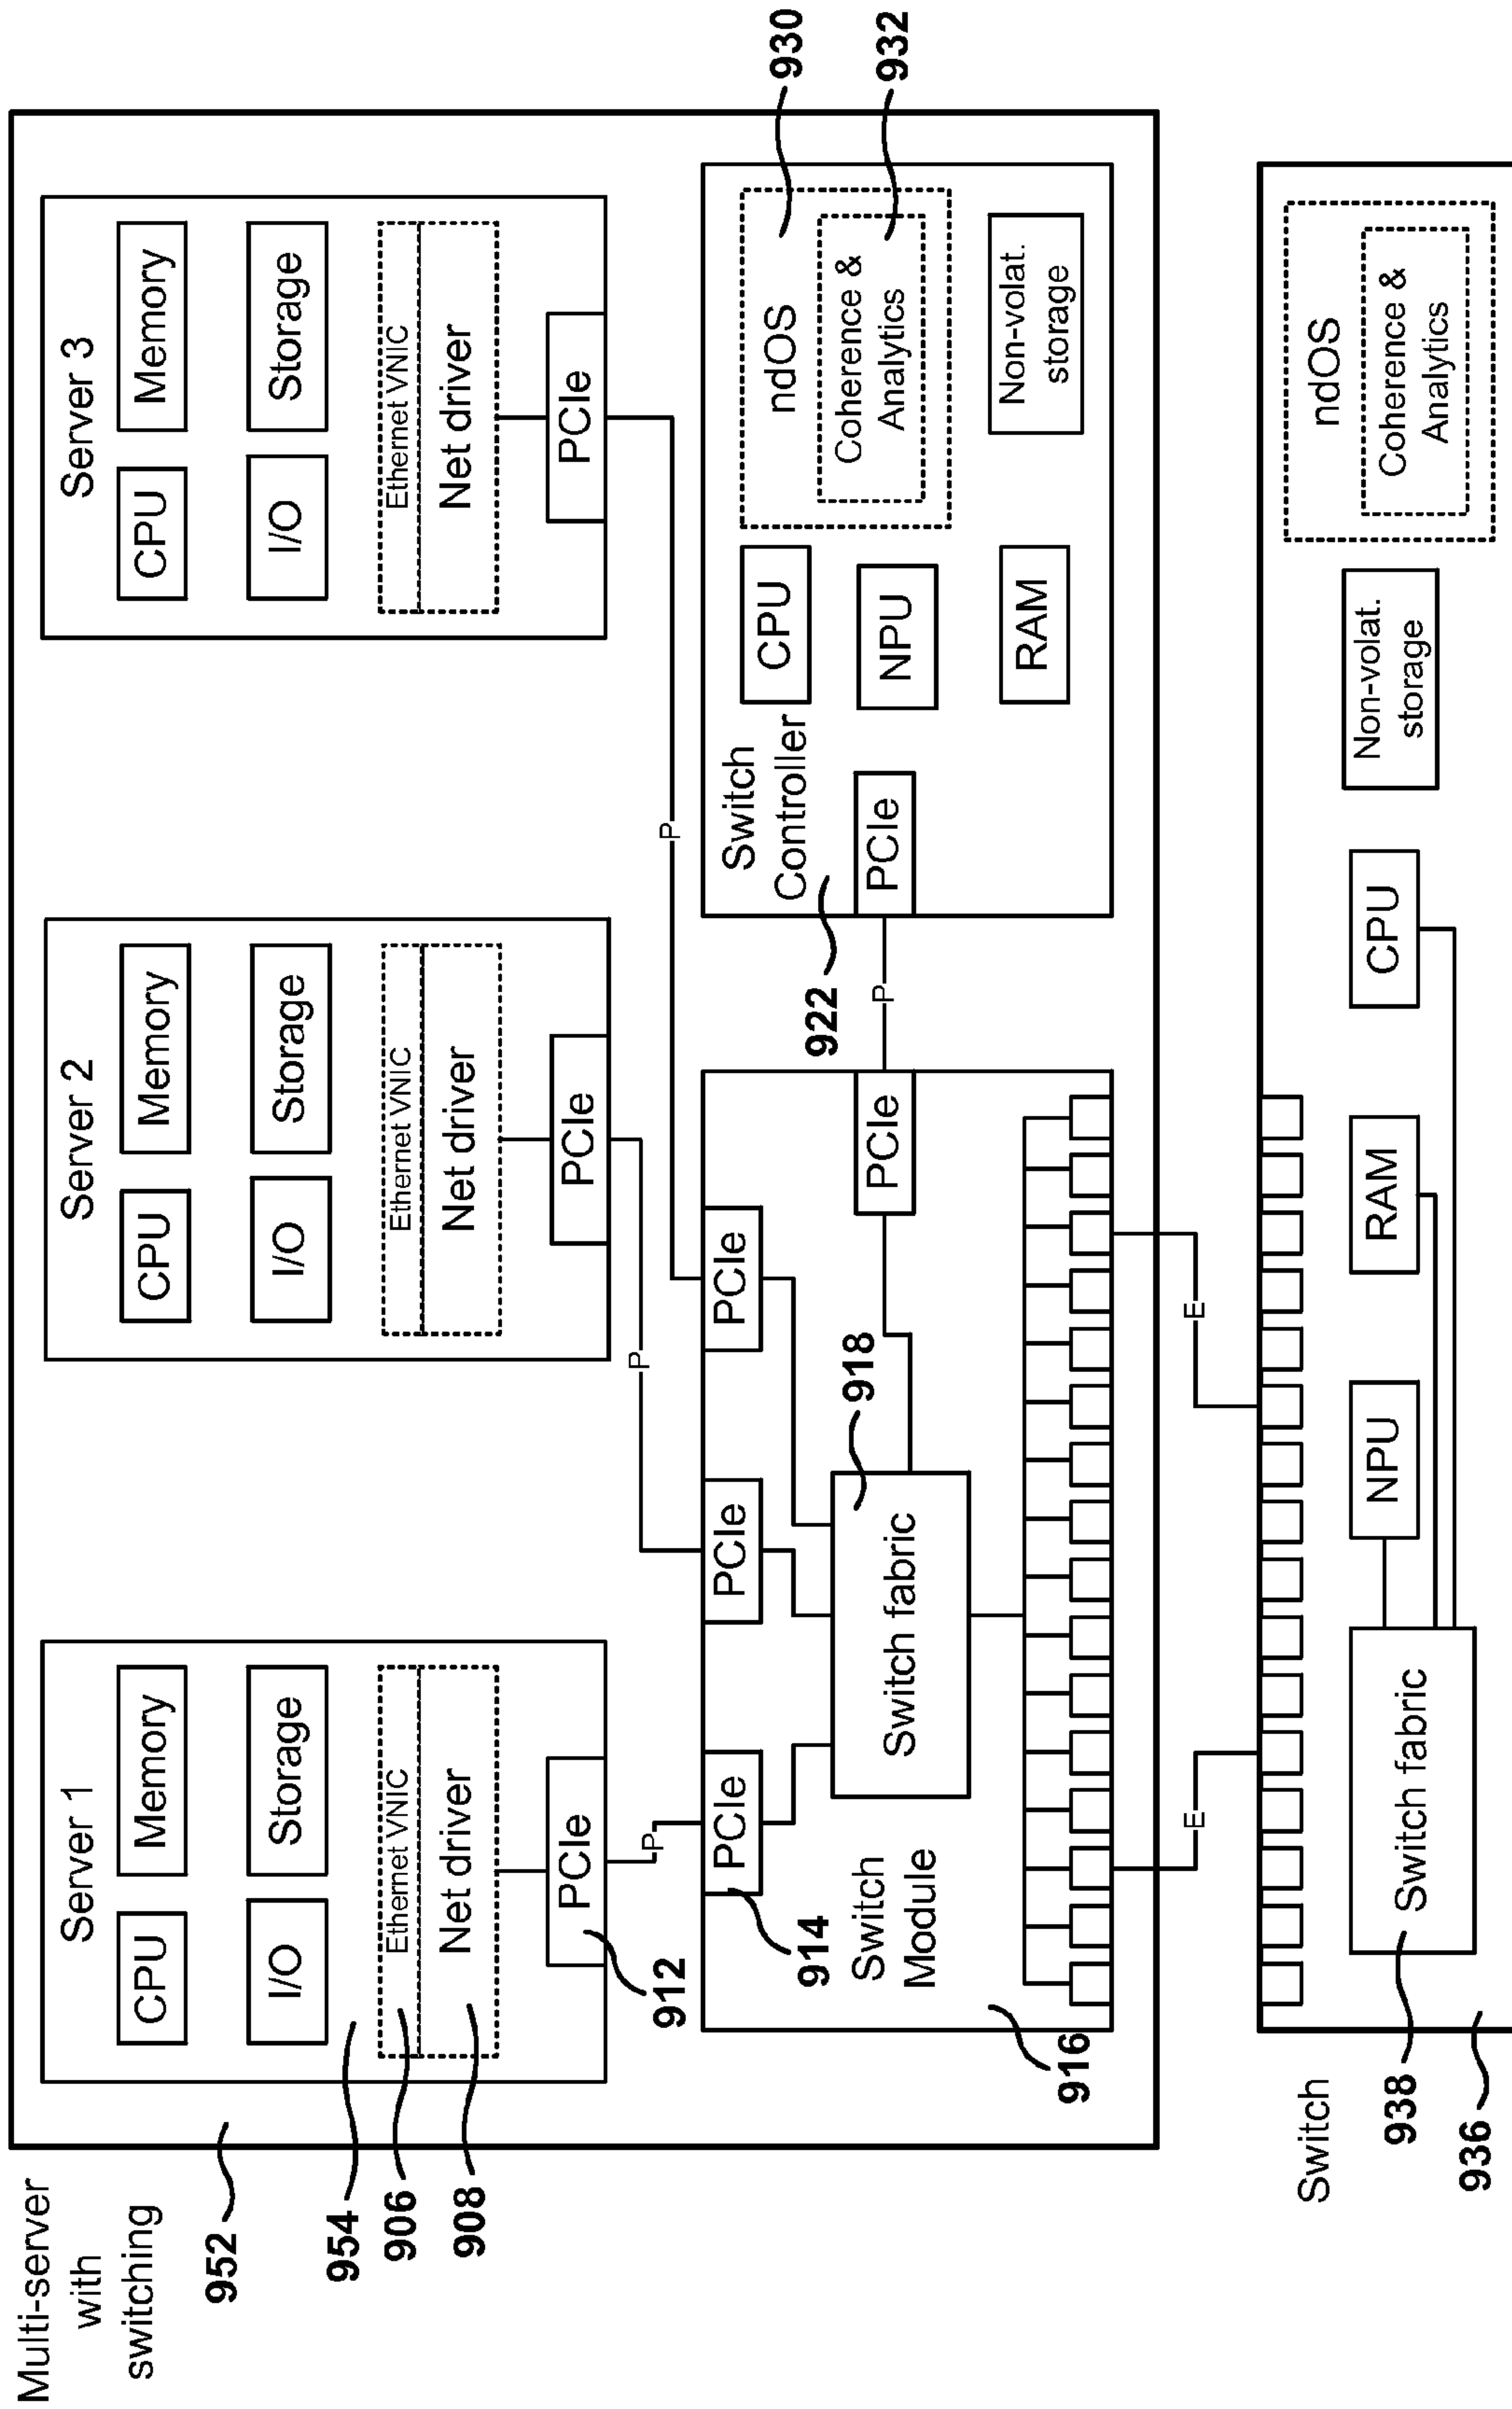 Multi-server
with
switching
952
954
906
908
Server 1
CPU
Memory
I/O
Storage
Ethernet VNIC
Net driver
PCIe
912
Server 2
CPU
Memory
I/O
Storage
Ethernet VNIC
Net driver
PCIe
Server 3
CPU
Memory
I/O
Storage
Ethernet VNIC
Net driver
PCIe
P
P
P
914
PCIe
PCIe
PCIe
Switch
Module
916
Switch fabric
918
PCIe
P
922
Switch
Controller
PCIe
CPU
NPU
RAM
ndOS
Coherence &
Analytics
Non-volat.
storage
930
932
E
E
Switch
938
936
Switch fabric
NPU
RAM
CPU
Non-volat.
storage
ndOS
Coherence &
Analytics